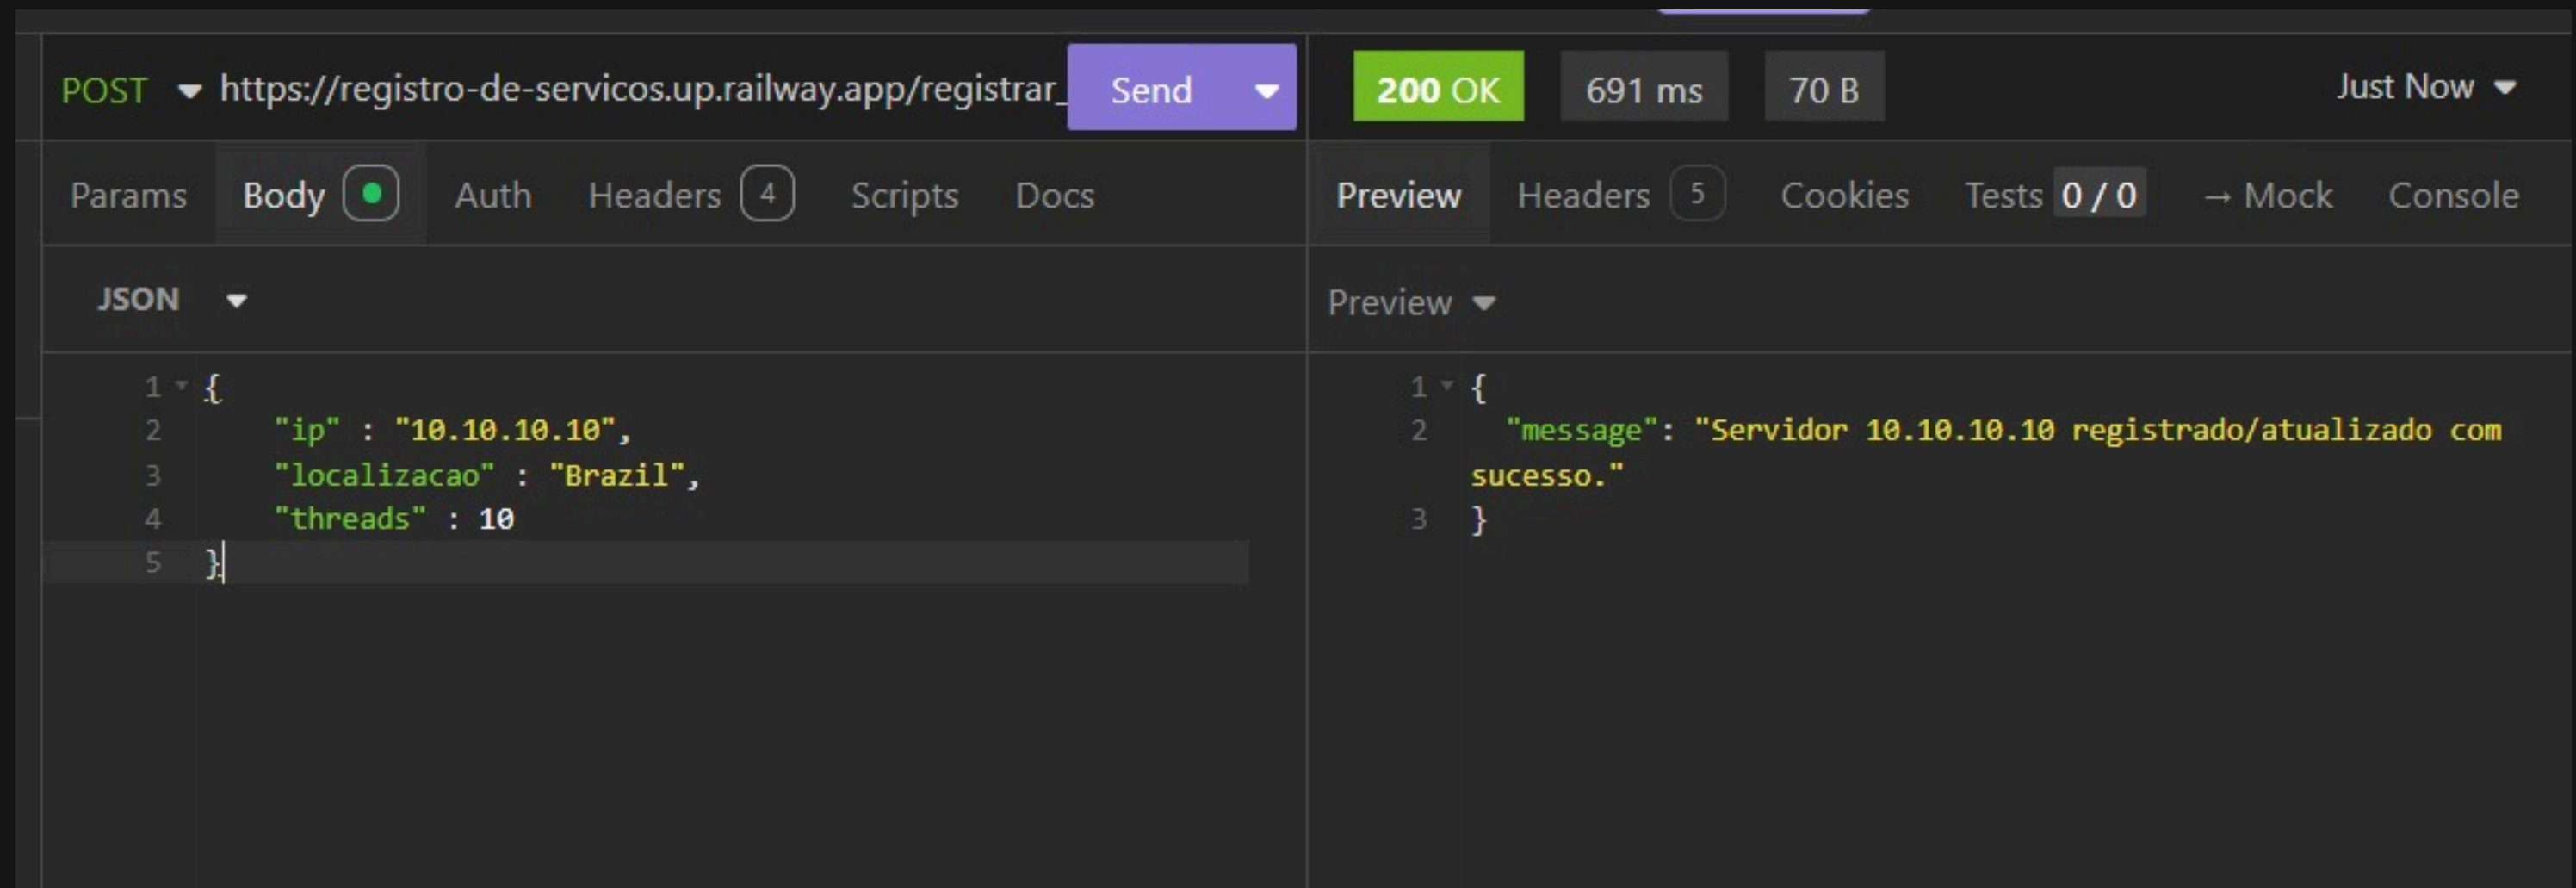 POST https://registro-de-servicos.up.railway.app/registrar_ Send
200 OK 691 ms 70 B Just Now
Params Body Auth Headers 4 Scripts Docs
Preview Headers 5 Cookies Tests 0 / 0 → Mock Console
JSON
Preview
1 {
2 "ip" : "10.10.10.10",
3 "localizacao" : "Brazil",
4 "threads" : 10
5 }
1 {
2 "message": "Servidor 10.10.10.10 registrado/atualizado com
sucesso."
3 }